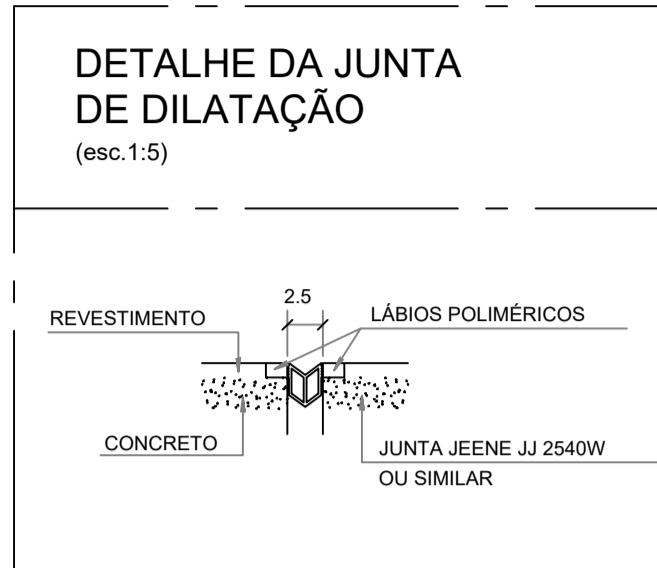 DETALHE DA JUNTA
DE DILATAÇÃO
(esc.1:5)
2.5
REVESTIMENTO
LÁBIOS POLIMÉRICOS
CONCRETO
JUNTA JEENE JJ 2540W
OU SIMILAR